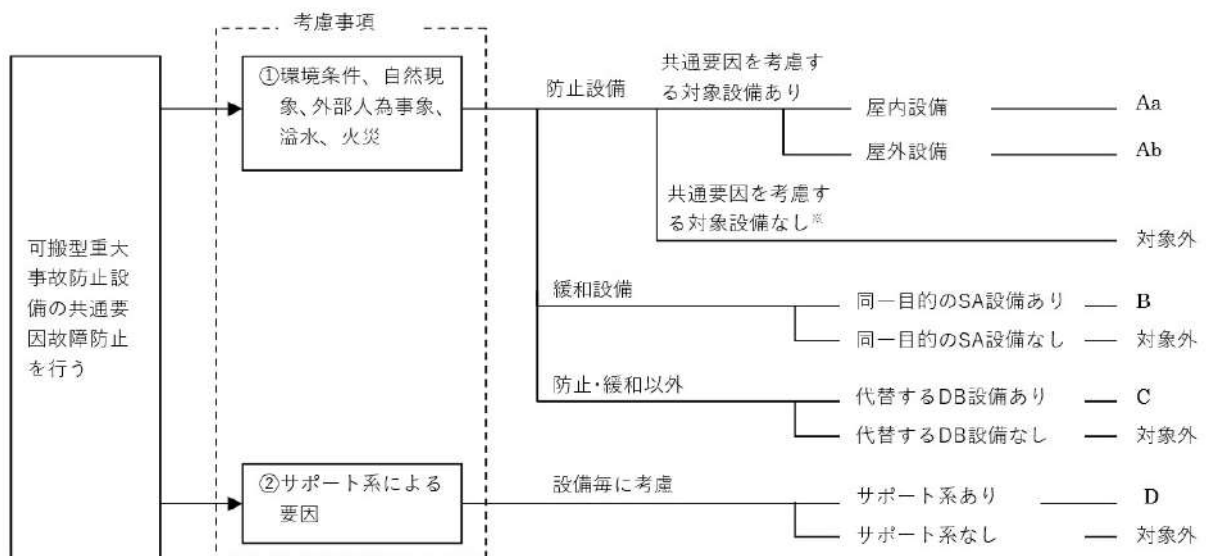 考慮事項
可搬型重大
事故防止設
備の共通要
因故障防止
を行う
①環境条件、自然現
象、外部人為事象、
溢水、火災
防止設備
共通要因を考慮す
る対象設備あり
屋内設備
Aa
屋外設備
Ab
共通要因を考慮す
る対象設備なし※
対象外
緩和設備
同一目的のSA設備あり
B
同一目的のSA設備なし
対象外
防止・緩和以外
代替するDB設備あり
C
代替するDB設備なし
対象外
②サポート系による
要因
設備毎に考慮
サポート系あり
D
サポート系なし
対象外